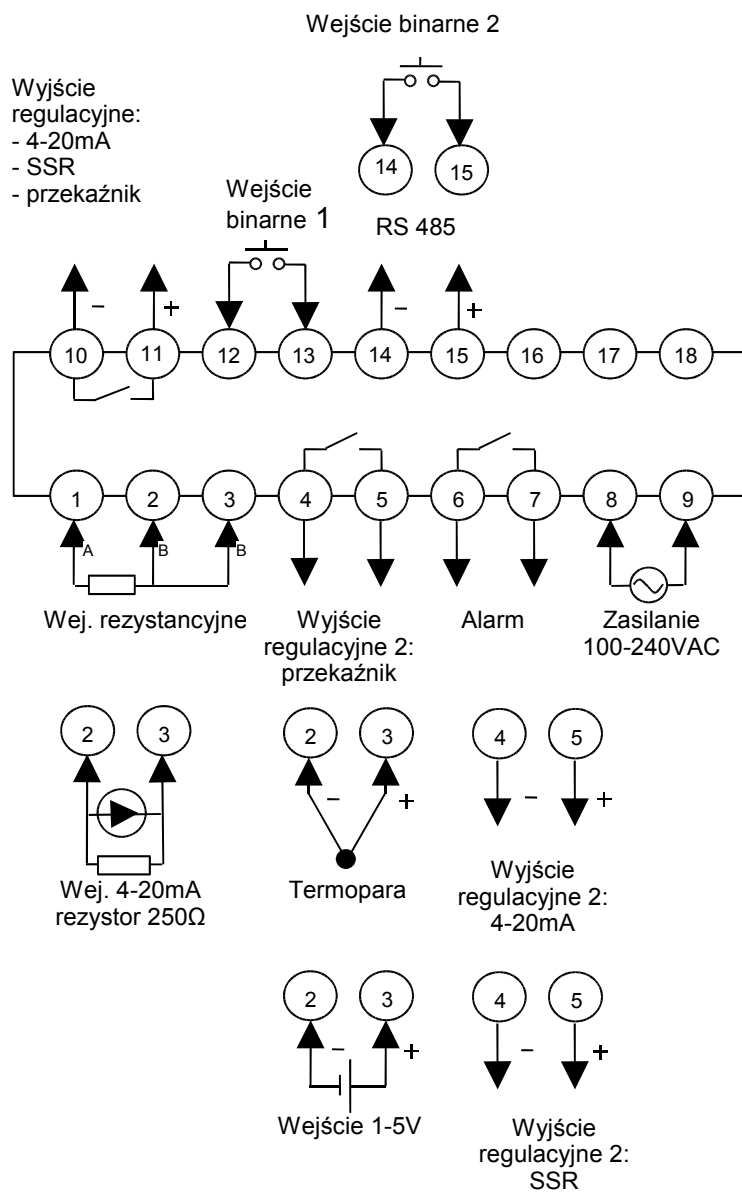 Wejście binarne 2
Wyjście
regulacyjne:
- 4-20mA
- SSR
- przekaźnik
14 15
Wejście
binarne 1
RS 485
- + - +
10 11 12 13 14 15 16 17 18
1 2 3 4 5 6 7 8 9
A B B
Wej. rezystancyjne
Wyjście
regulacyjne 2:
przekaźnik
Alarm
Zasilanie
100-240VAC
2 3
Wej. 4-20mA
rezystor 250Ω
2 3
- +
Termopara
4 5
- +
Wyjście
regulacyjne 2:
4-20mA
2 3
- +
Wejście 1-5V
4 5
- +
Wyjście
regulacyjne 2:
SSR